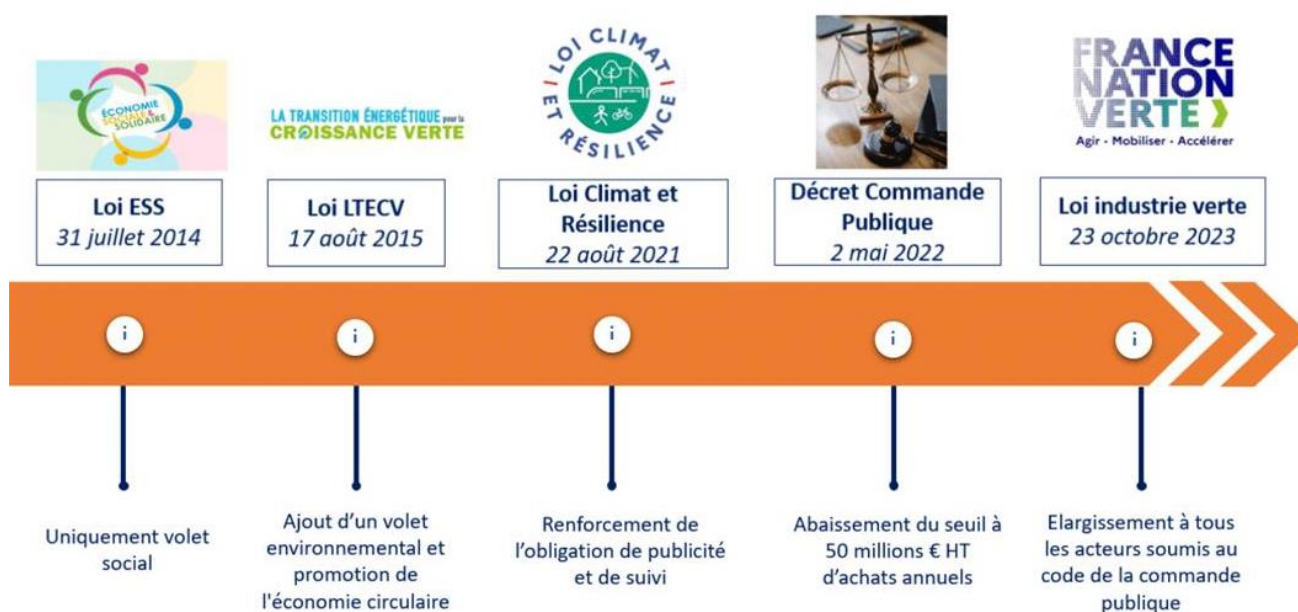 ÉCONOMIE
SOCIALE &
SOLIDAIRE
LA TRANSITION ÉNERGÉTIQUE pour la
CROISSANCE VERTE
LOI CLIMAT
ET RÉSILIENCE
FRANCE
NATION
VERTE
Agir • Mobiliser • Accélérer
Loi ESS
31 juillet 2014
Loi LTECV
17 août 2015
Loi Climat et
Résilience
22 août 2021
Décret Commande
Publique
2 mai 2022
Loi industrie verte
23 octobre 2023
i
i
i
i
i
Uniquement volet
social
Ajout d’un volet
environnemental et
promotion de
l'économie circulaire
Renforcement de
l’obligation de publicité
et de suivi
Abaissement du seuil à
50 millions € HT
d’achats annuels
Elargissement à tous
les acteurs soumis au
code de la commande
publique